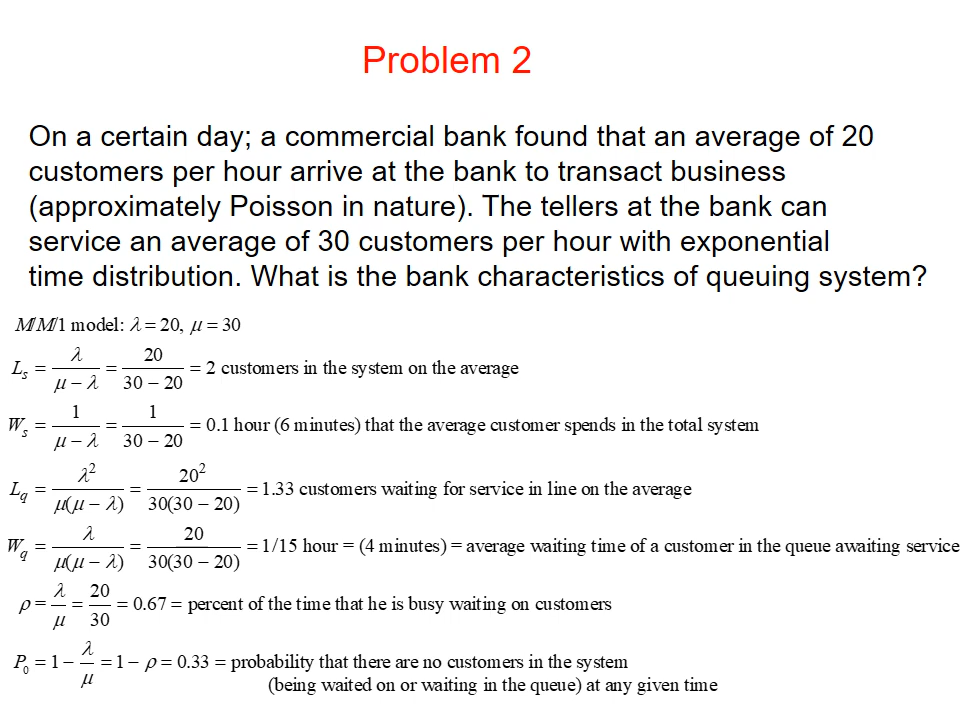 Problem 2
On a certain day; a commercial bank found that an average of 20
customers per hour arrive at the bank to transact business
(approximately Poisson in nature). The tellers at the bank can
service an average of 30 customers per hour with exponential
time distribution. What is the bank characteristics of queuing system?
M/M/1 model: λ = 20, μ = 30
L_s = λ/(μ − λ) = 20/(30 − 20) = 2 customers in the system on the average
W_s = 1/(μ − λ) = 1/(30 − 20) = 0.1 hour (6 minutes) that the average customer spends in the total system
L_q = λ²/(μ(μ − λ)) = 20²/(30(30 − 20)) = 1.33 customers waiting for service in line on the average
W_q = λ/(μ(μ − λ)) = 20/(30(30 − 20)) = 1/15 hour = (4 minutes) = average waiting time of a customer in the queue awaiting service
ρ = λ/μ = 20/30 = 0.67 = percent of the time that he is busy waiting on customers
P₀ = 1 − λ/μ = 1 − ρ = 0.33 = probability that there are no customers in the system
(being waited on or waiting in the queue) at any given time